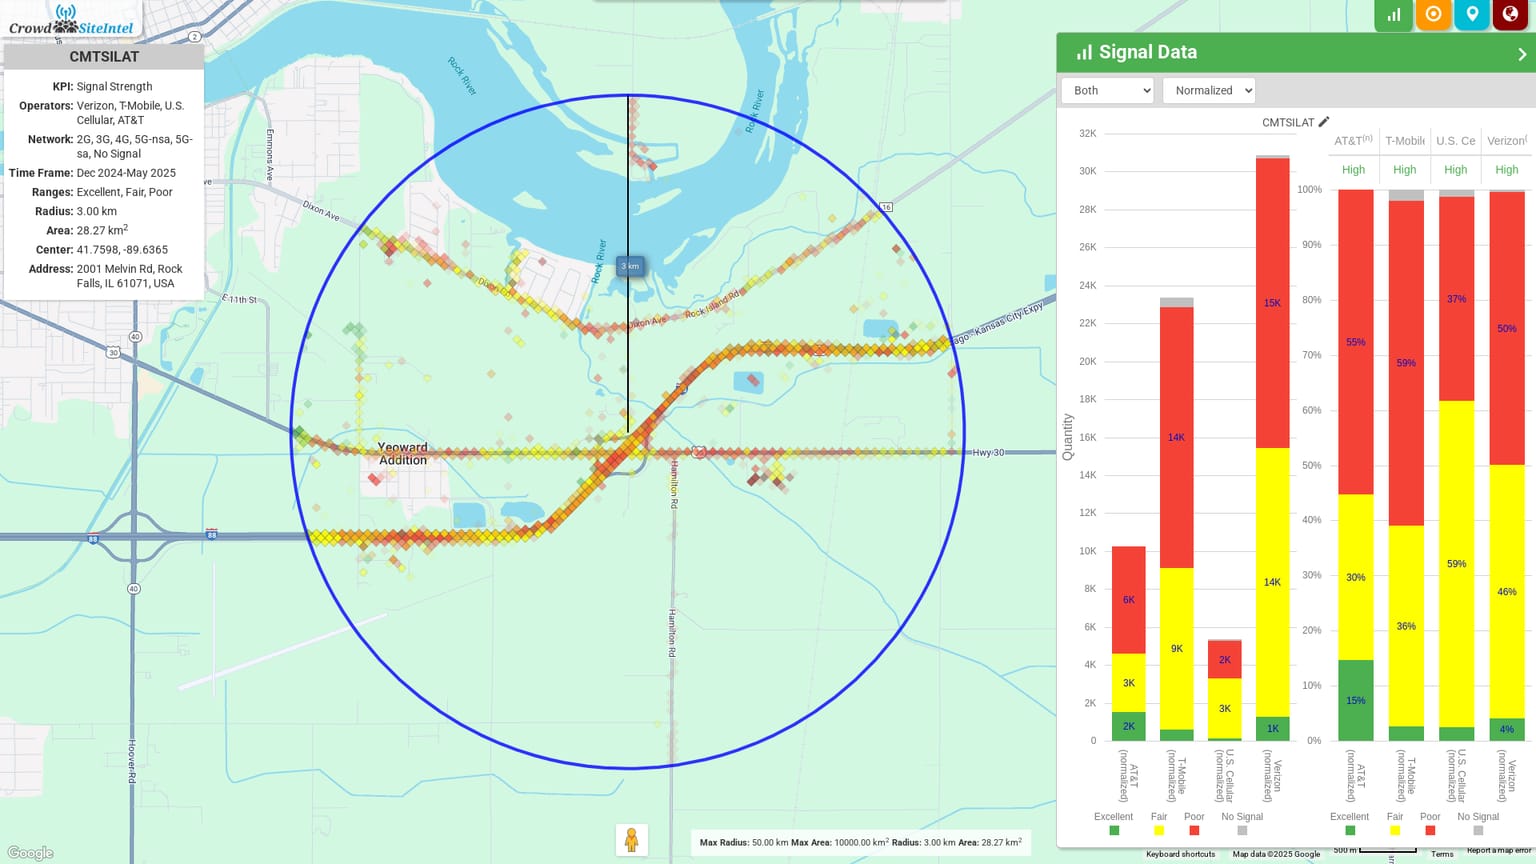 CrowdSiteIntel
CMTSILAT
KPI: Signal Strength
Operators: Verizon, T-Mobile, U.S.
Cellular, AT&T
Network: 2G, 3G, 4G, 5G-nsa, 5G-
sa, No Signal
Time Frame: Dec 2024-May 2025
Ranges: Excellent, Fair, Poor
Radius: 3.00 km
Area: 28.27 km2
Center: 41.7598, -89.6365
Address: 2001 Melvin Rd, Rock
Falls, IL 61071, USA
2
Rock River
Rock River
Rock River
Emmons Ave
Dixon Ave
E 11th St
16
3 km
Dixon Ave
Rock Island Rd
ago - Kansas City Expy
40
30
Yeoward
Addition
Hwy 30
Hamilton Rd
88
88
40
Hamilton Rd
Hoover Rd
Google
Max Radius: 50.00 km Max Area: 10000.00 km2 Radius: 3.00 km Area: 28.27 km2
Signal Data
Both
Normalized
CMTSILAT
32K
30K
28K
26K
24K
22K
20K
18K
16K
14K
12K
10K
8K
6K
4K
2K
0
Quantity
6K
3K
2K
14K
9K
2K
3K
15K
14K
1K
AT&T
(normalized)
T-Mobile
(normalized)
U.S. Cellular
(normalized)
Verizon
(normalized)
Excellent Fair Poor No Signal
AT&T(n) T-Mobile U.S. Ce Verizon(
High High High High
100%
90%
80%
70%
60%
50%
40%
30%
20%
10%
0%
55%
30%
15%
59%
36%
37%
59%
50%
46%
4%
AT&T
(normalized)
T-Mobile
(normalized)
U.S. Cellular
(normalized)
Verizon
(normalized)
Excellent Fair Poor No Signal
Keyboard shortcuts Map data ©2025 Google 500 m Terms Report a map error